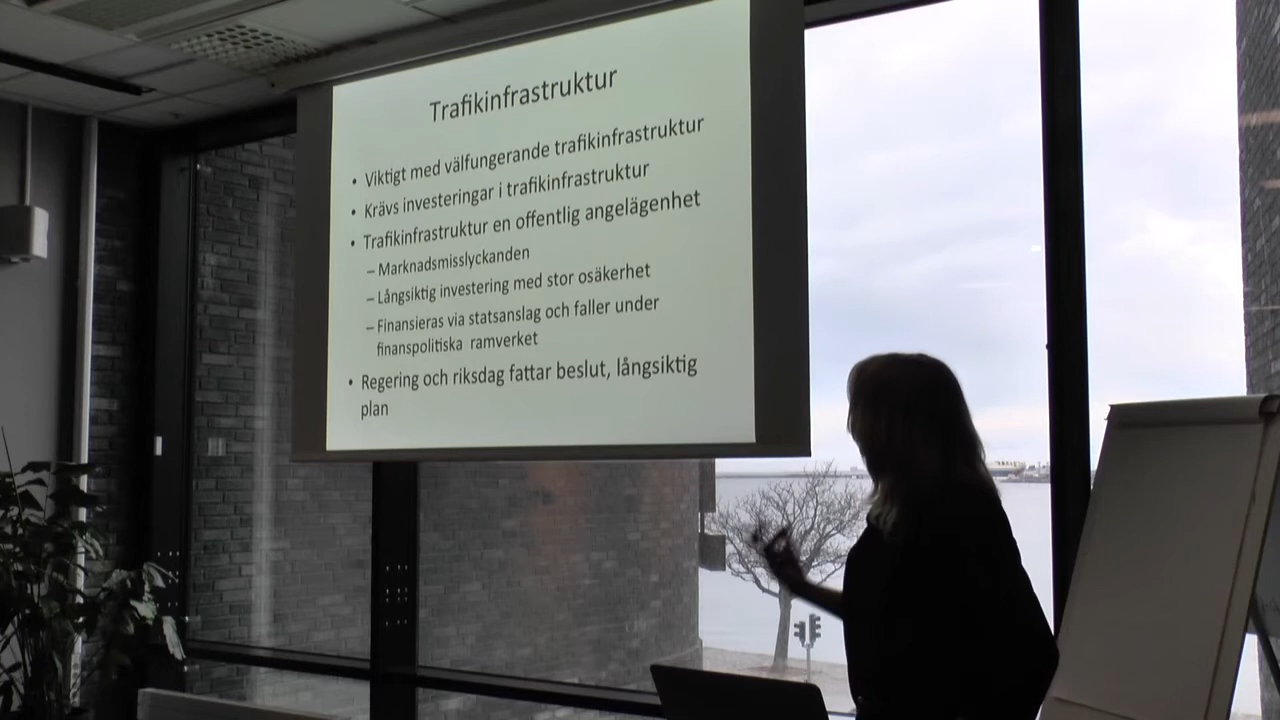 Trafikinfrastruktur
• Viktigt med välfungerande trafikinfrastruktur
• Krävs investeringar i trafikinfrastruktur
• Trafikinfrastruktur en offentlig angelägenhet
– Marknadsmisslyckanden
– Långsiktig investering med stor osäkerhet
– Finansieras via statsanslag och faller under
finanspolitiska ramverket
• Regering och riksdag fattar beslut, långsiktig
plan